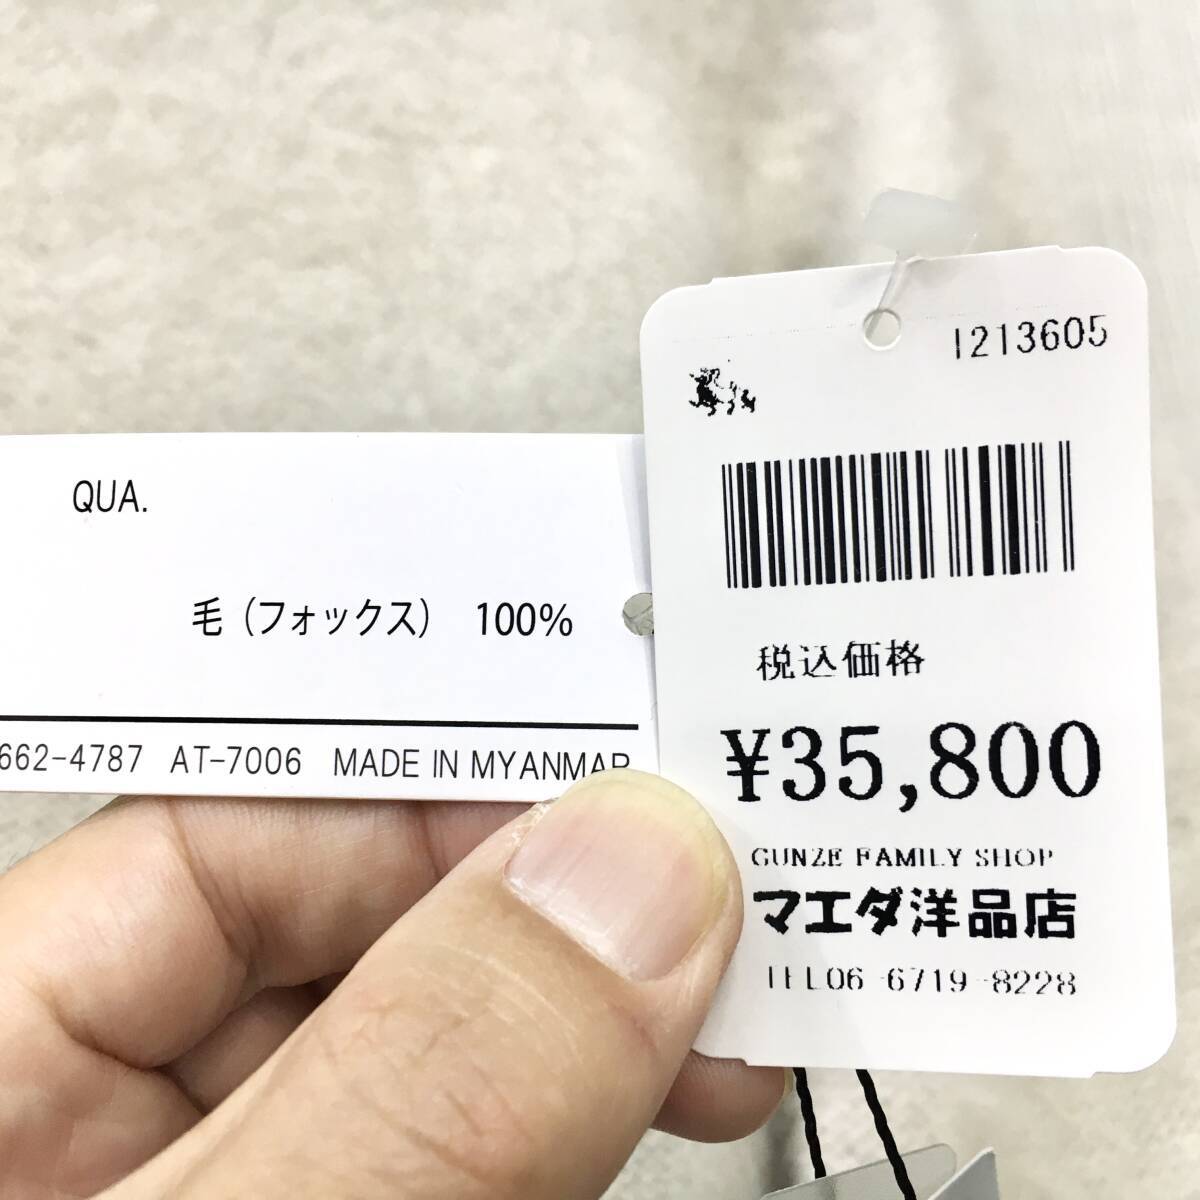 QUA.
毛（フォックス） 100%
662-4787 AT-7006 MADE IN MYANMAR
1213605
税込価格
¥35,800
GUNZE FAMILY SHOP
マエダ洋品店
TEL06-6719-8228